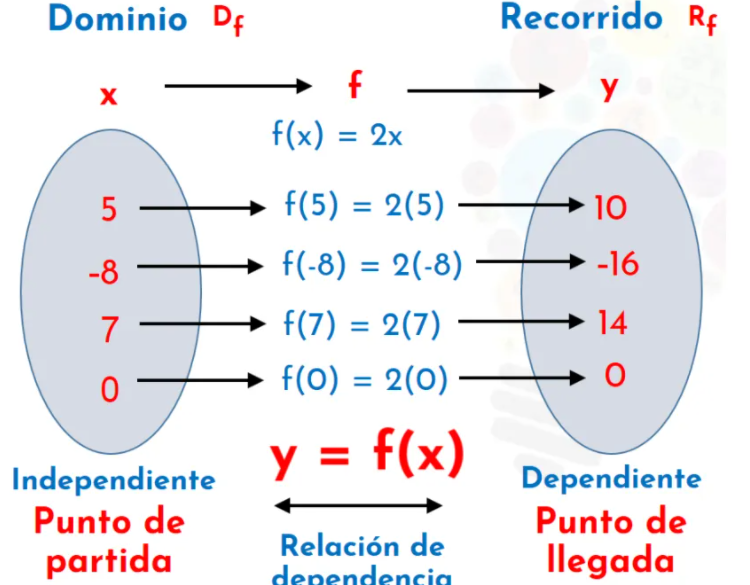 Dominio Df Recorrido Rf
x f y
f(x) = 2x
5 f(5) = 2(5) 10
-8 f(-8) = 2(-8) -16
7 f(7) = 2(7) 14
0 f(0) = 2(0) 0
y = f(x)
Independiente Dependiente
Punto de partida
Relación de dependencia
Punto de llegada